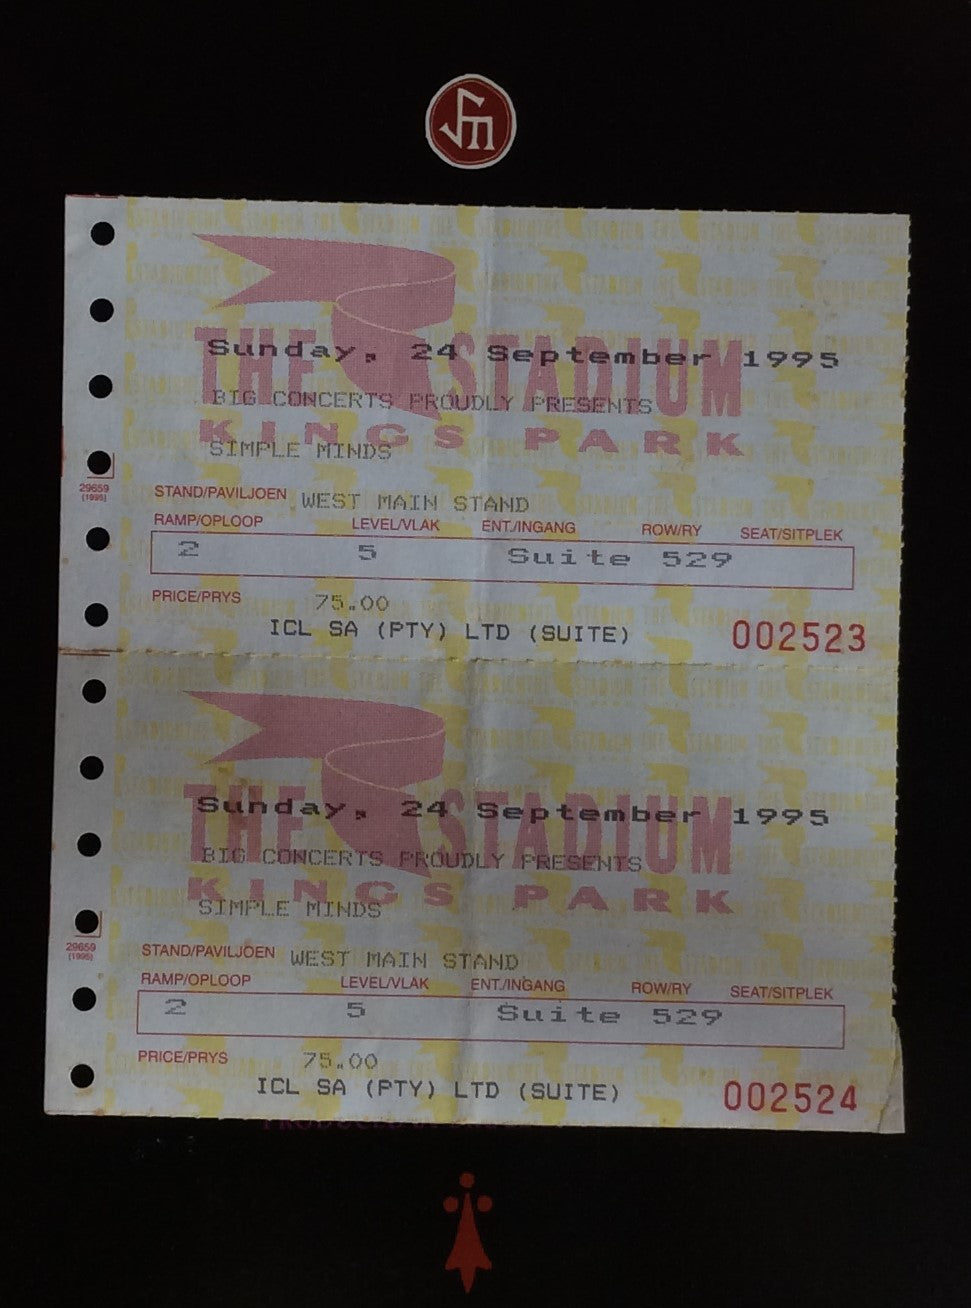 THE STADIUM
Sunday, 24 September 1995
BIG CONCERTS PROUDLY PRESENTS
KINGS PARK
SIMPLE MINDS
29659
(1995)
STAND/PAVILJOEN WEST MAIN STAND
RAMP/OPLOOP LEVEL/VLAK ENT./INGANG ROW/RY SEAT/SITPLEK
2 5 Suite 529
PRICE/PRYS 75.00
ICL SA (PTY) LTD (SUITE) 002523
THE STADIUM
Sunday, 24 September 1995
BIG CONCERTS PROUDLY PRESENTS
KINGS PARK
SIMPLE MINDS
29659
(1995)
STAND/PAVILJOEN WEST MAIN STAND
RAMP/OPLOOP LEVEL/VLAK ENT./INGANG ROW/RY SEAT/SITPLEK
2 5 Suite 529
PRICE/PRYS 75.00
ICL SA (PTY) LTD (SUITE) 002524